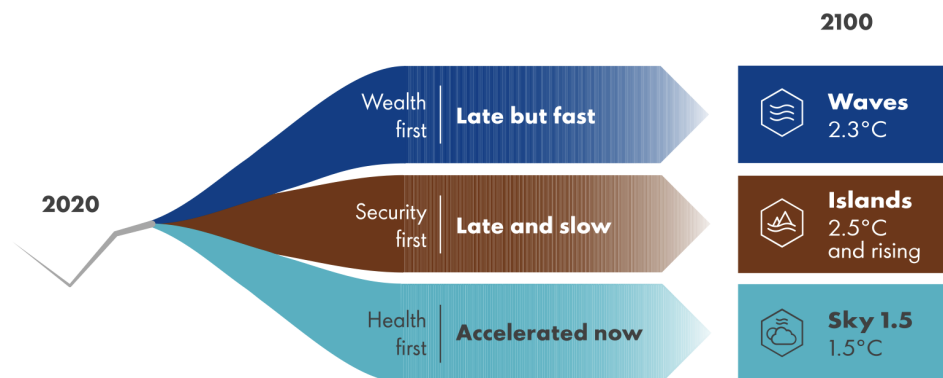 2100
2020
Wealth
first
Late but fast
Waves
2.3°C
Security
first
Late and slow
Islands
2.5°C
and rising
Health
first
Accelerated now
Sky 1.5
1.5°C